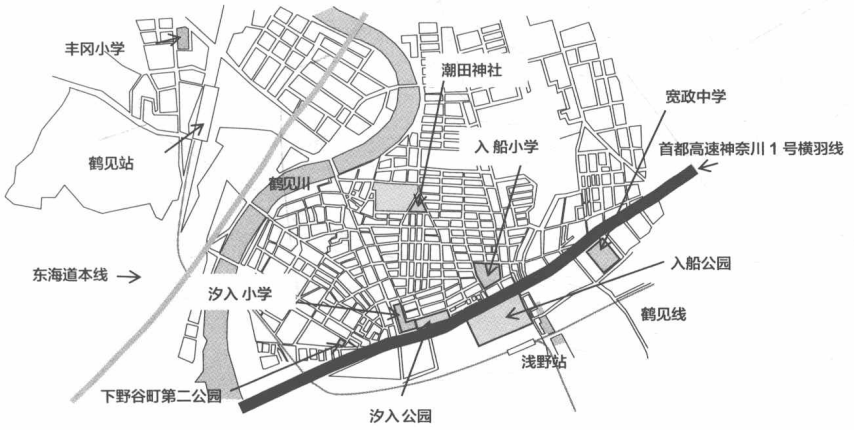 丰冈小学
潮田神社
宽政中学
入船小学
首都高速神奈川1号横羽线
鹤见站
鹤见川
东海道本线
入船公园
汐入小学
鹤见线
浅野站
下野谷町第二公园
汐入公园